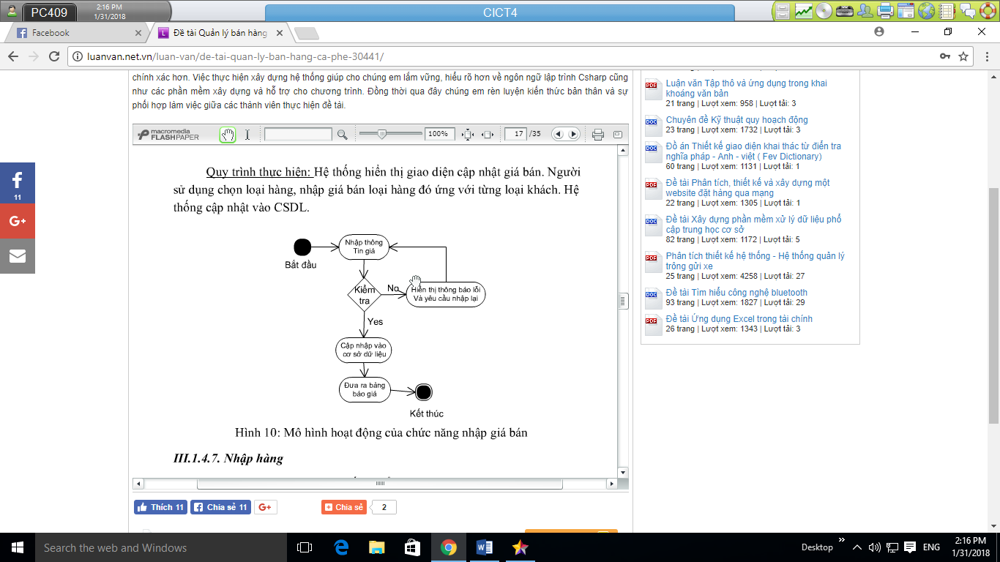 PC409
2:16 PM
1/31/2018
CICT4
Facebook
Đề tài Quản lý bán hàng
luanvan.net.vn/luan-van/de-tai-quan-ly-ban-hang-ca-phe-30441/
chính xác hơn. Việc thực hiện xây dựng hệ thống giúp cho chúng em lắm vững, hiểu rõ hơn về ngôn ngữ lập trình Csharp cũng
như các phần mềm xây dựng và hỗ trợ cho chương trình. Đồng thời qua đây chúng em rèn luyện kiến thức bản thân và sự
phối hợp làm việc giữa các thành viên thực hiện đề tài.
macromedia
FLASHPAPER
100%
17 /35
Quy trình thực hiện: Hệ thống hiển thị giao diện cập nhật giá bán. Người
sử dụng chọn loại hàng, nhập giá bán loại hàng đó ứng với từng loại khách. Hệ
thống cập nhật vào CSDL.
Nhập thông
Tin giá
Bắt đầu
Kiểm
tra
No
Hiển thị thông báo lỗi
Và yêu cầu nhập lại
Yes
Cập nhập vào
cơ sở dữ liệu
Đưa ra bảng
báo giá
Kết thúc
Hình 10: Mô hình hoạt động của chức năng nhập giá bán
III.1.4.7. Nhập hàng
Thích 11
Chia sẻ 11
G+
Chia sẻ
2
11
G+
PDF
Luận văn Tập thô và ứng dụng trong khai
khoáng văn bản
21 trang | Lượt xem: 958 | Lượt tải: 3
DOC
Chuyên đề Kỹ thuật quy hoạch động
23 trang | Lượt xem: 1732 | Lượt tải: 3
DOC
Đồ án Thiết kế giao diện khai thác từ điển tra
nghĩa pháp - Anh - việt ( Fev Dictionary)
60 trang | Lượt xem: 1131 | Lượt tải: 1
PDF
Đề tài Phân tích, thiết kế và xây dựng một
website đặt hàng qua mạng
22 trang | Lượt xem: 1305 | Lượt tải: 1
DOC
Đề tài Xây dựng phần mềm xử lý dữ liệu phổ
cập trung học cơ sở
82 trang | Lượt xem: 1172 | Lượt tải: 5
PDF
Phân tích thiết kế hệ thống - Hệ thống quản lý
trông gửi xe
25 trang | Lượt xem: 4258 | Lượt tải: 27
DOC
Đề tài Tìm hiểu công nghệ bluetooth
93 trang | Lượt xem: 1827 | Lượt tải: 29
PDF
Đề tài Ứng dụng Excel trong tài chính
26 trang | Lượt xem: 1343 | Lượt tải: 3
Search the web and Windows
Desktop
ENG
2:16 PM
1/31/2018